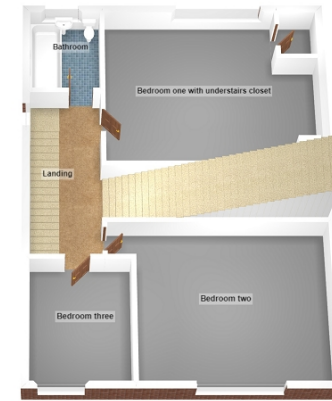 Bathroom
Bedroom one with understairs closet
Landing
Bedroom two
Bedroom three